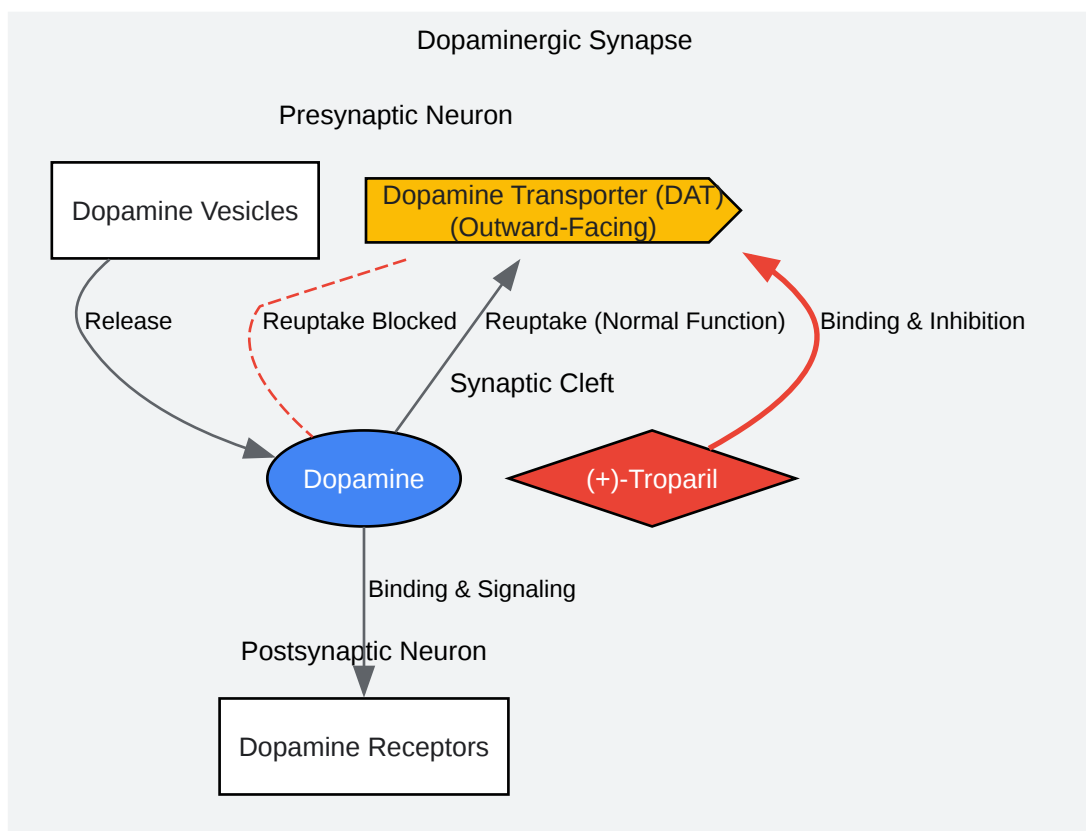 Dopaminergic Synapse
Presynaptic Neuron
Dopamine Vesicles
Dopamine Transporter (DAT)
(Outward-Facing)
Release
Reuptake Blocked
Reuptake (Normal Function)
Binding & Inhibition
Synaptic Cleft
Dopamine
(+)-Troparil
Binding & Signaling
Postsynaptic Neuron
Dopamine Receptors